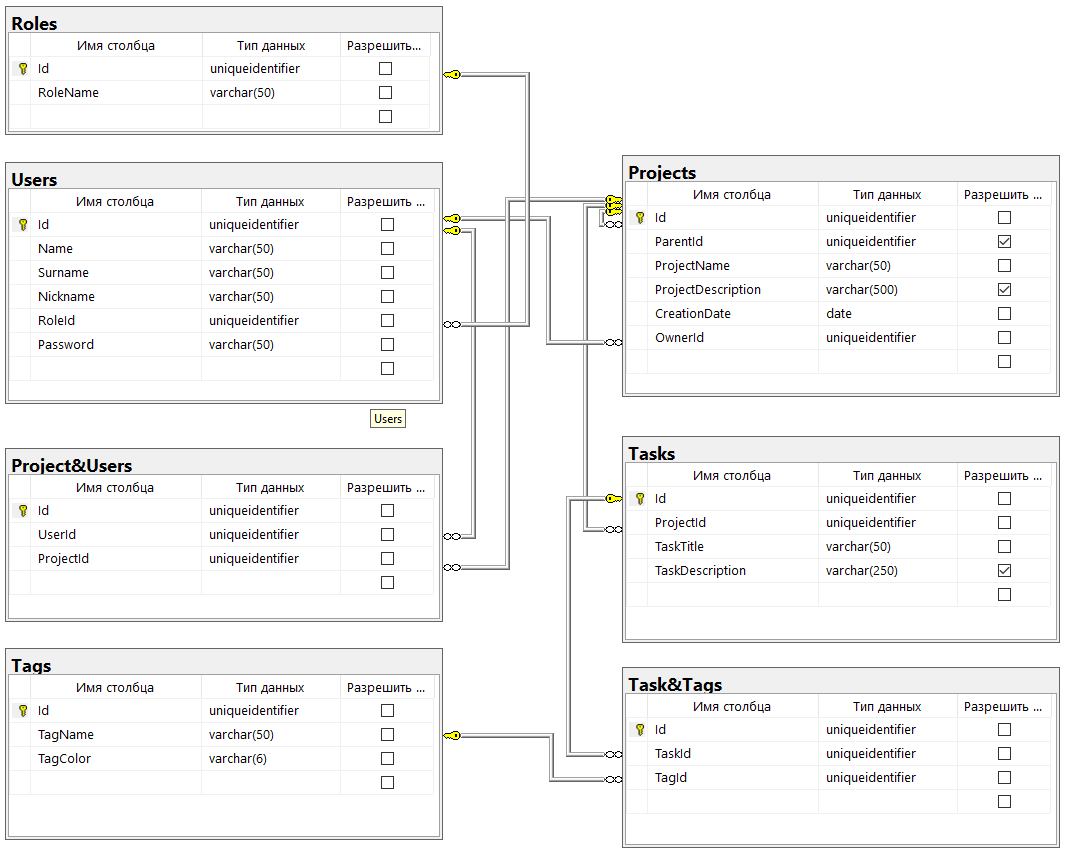 Roles
Имя столбца Тип данных Разрешить...
Id uniqueidentifier
RoleName varchar(50)
Users
Имя столбца Тип данных Разрешить ...
Id uniqueidentifier
Name varchar(50)
Surname varchar(50)
Nickname varchar(50)
RoleId uniqueidentifier
Password varchar(50)
Users
Project&Users
Имя столбца Тип данных Разрешить ...
Id uniqueidentifier
UserId uniqueidentifier
ProjectId uniqueidentifier
Tags
Имя столбца Тип данных Разрешить ...
Id uniqueidentifier
TagName varchar(50)
TagColor varchar(6)
Projects
Имя столбца Тип данных Разрешить ...
Id uniqueidentifier
ParentId uniqueidentifier
ProjectName varchar(50)
ProjectDescription varchar(500)
CreationDate date
OwnerId uniqueidentifier
Tasks
Имя столбца Тип данных Разрешить ...
Id uniqueidentifier
ProjectId uniqueidentifier
TaskTitle varchar(50)
TaskDescription varchar(250)
Task&Tags
Имя столбца Тип данных Разрешить ...
Id uniqueidentifier
TaskId uniqueidentifier
TagId uniqueidentifier